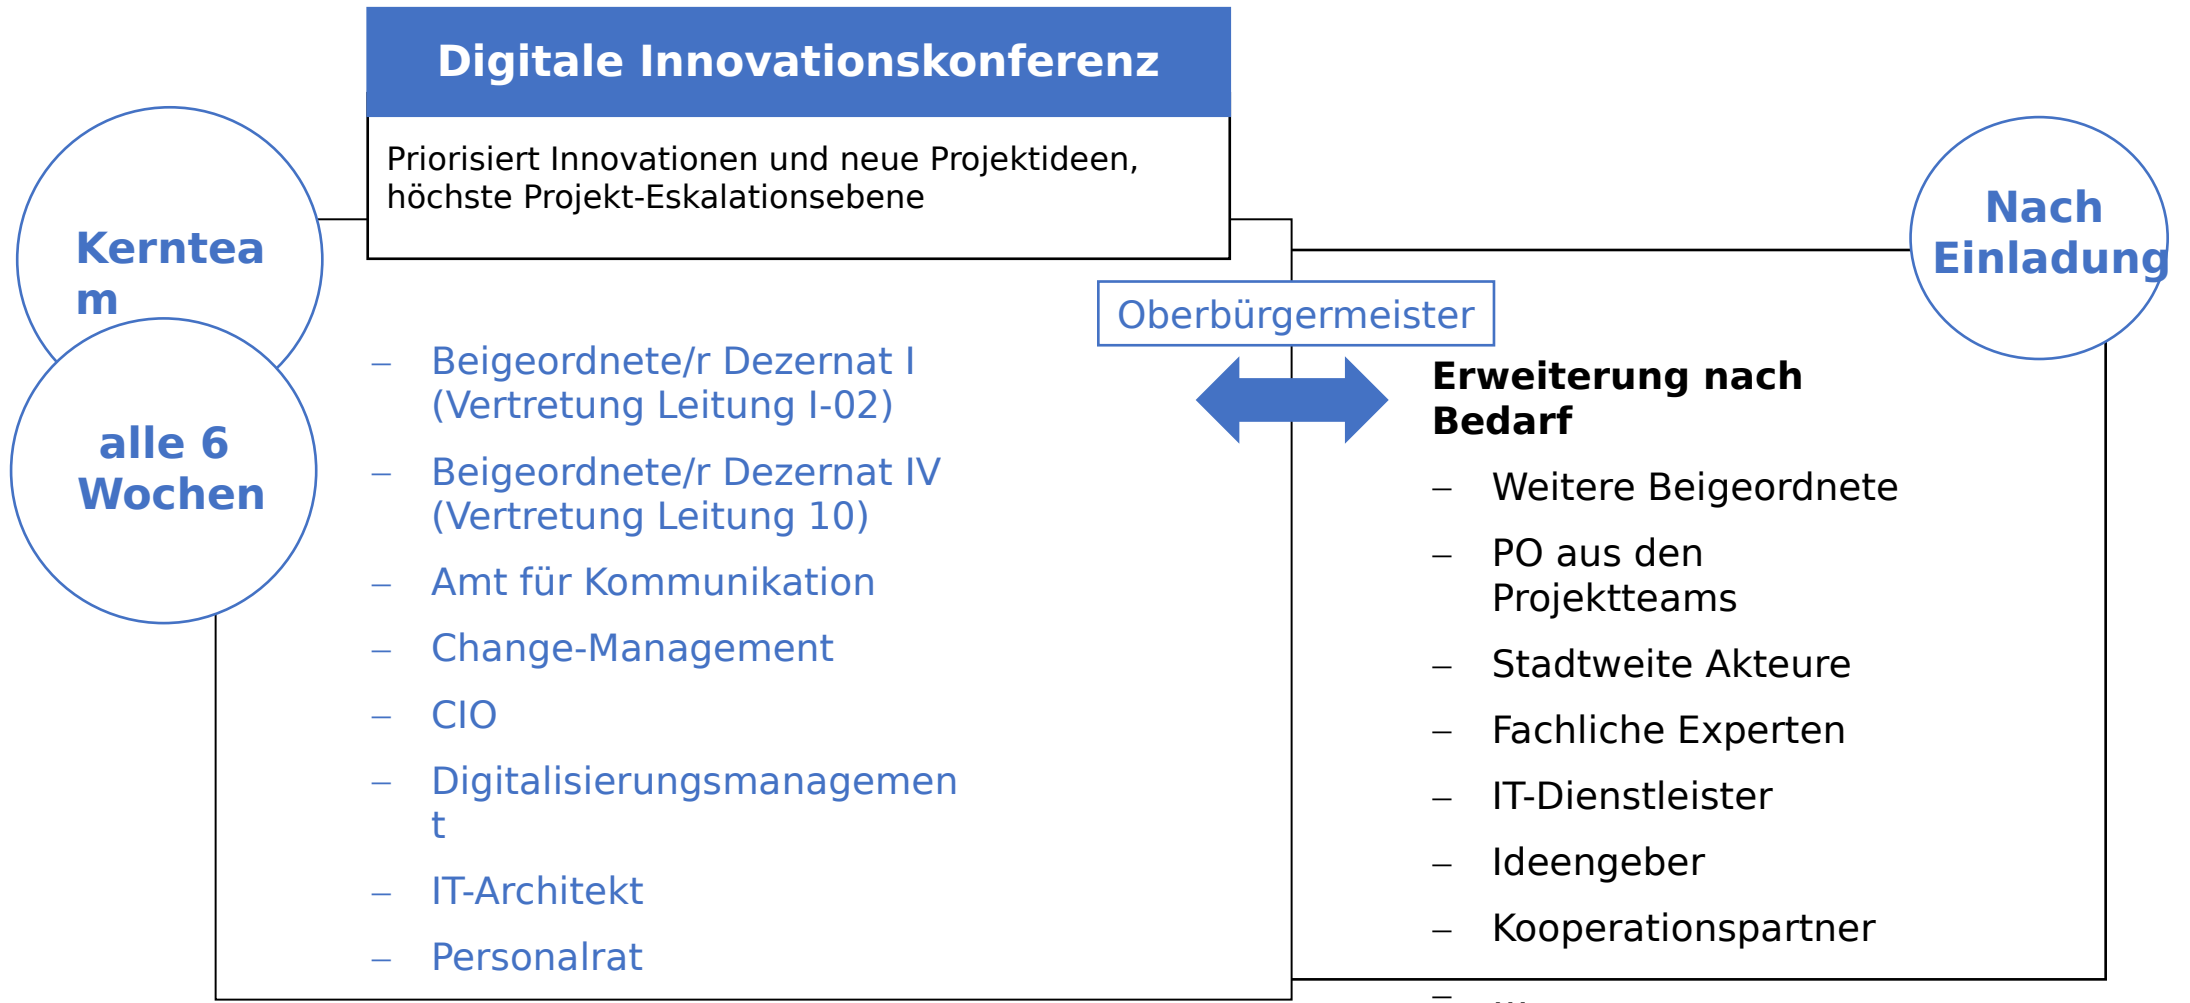 Digitale Innovationskonferenz
Priorisiert Innovationen und neue Projektideen,
höchste Projekt-Eskalationsebene
Kerntea
m
alle 6
Wochen
Nach
Einladung
Oberbürgermeister
– Beigeordnete/r Dezernat I
(Vertretung Leitung I-02)
– Beigeordnete/r Dezernat IV
(Vertretung Leitung 10)
– Amt für Kommunikation
– Change-Management
– CIO
– Digitalisierungsmanagemen
t
– IT-Architekt
– Personalrat
Erweiterung nach
Bedarf
– Weitere Beigeordnete
– PO aus den
Projektteams
– Stadtweite Akteure
– Fachliche Experten
– IT-Dienstleister
– Ideengeber
– Kooperationspartner
– ...